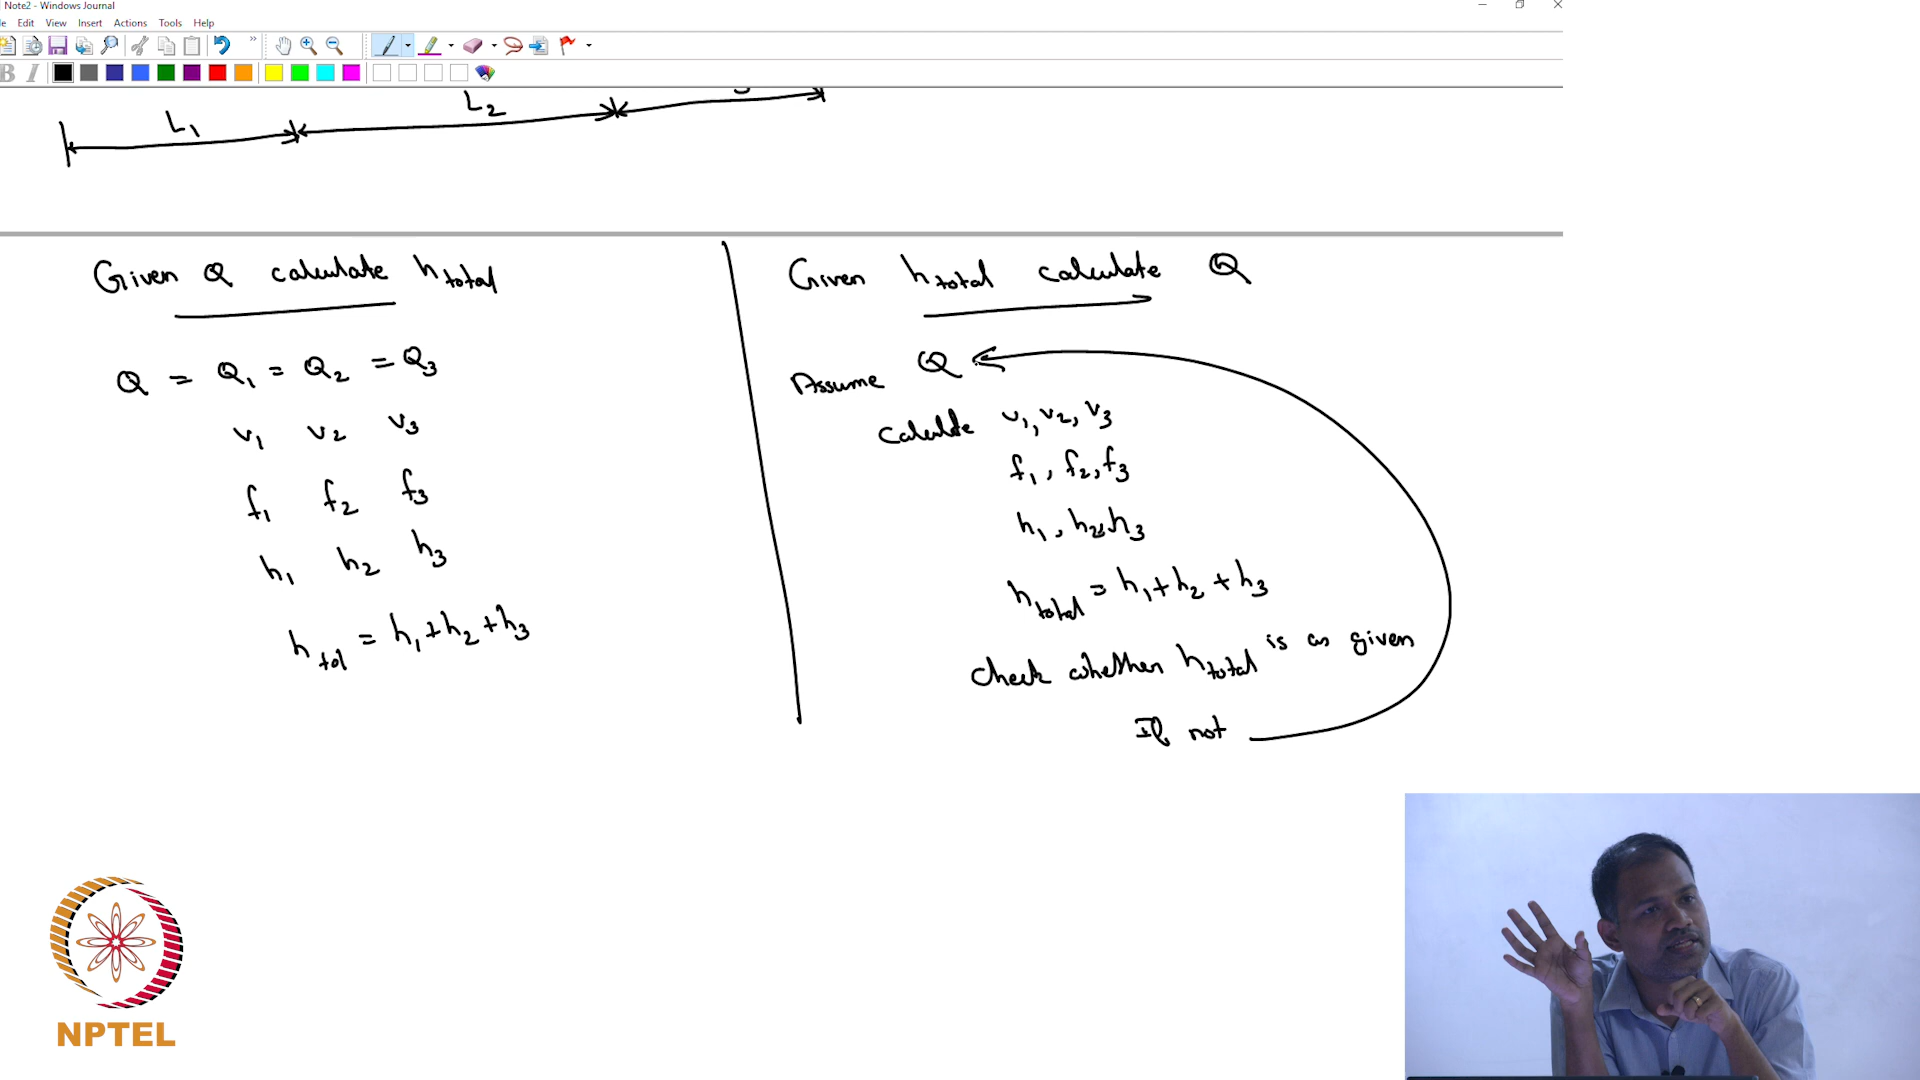 Note2 - Windows Journal
Edit View Insert Actions Tools Help
B I
L1 L2
Given Q calculate htotal
Q = Q1 = Q2 = Q3
v1 v2 v3
f1 f2 f3
h1 h2 h3
htol = h1+h2+h3
Given htotal calculate Q
Assume Q
Calculate v1, v2, v3
f1, f2, f3
h1, h2, h3
htotal = h1+h2+h3
Check whether htotal is as given
If not
NPTEL